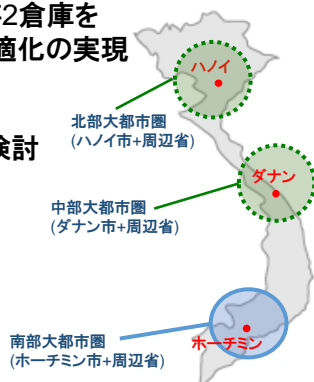 2倉庫を
適化の実現
ハノイ
北部大都市圏
(ハノイ市+周辺省)
検討
ダナン
中部大都市圏
(ダナン市+周辺省)
南部大都市圏
(ホーチミン市+周辺省)
ホーチミン